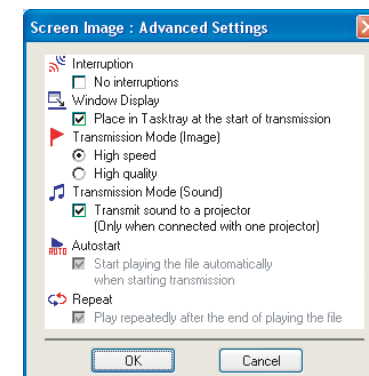 Screen Image : Advanced Settings
Interruption
No interruptions
Window Display
Place in Tasktray at the start of transmission
Transmission Mode (Image)
High speed
High quality
Transmission Mode (Sound)
Transmit sound to a projector
(Only when connected with one projector)
AUTO Autostart
Start playing the file automatically
when starting transmission
Repeat
Play repeatedly after the end of playing the file
OK Cancel